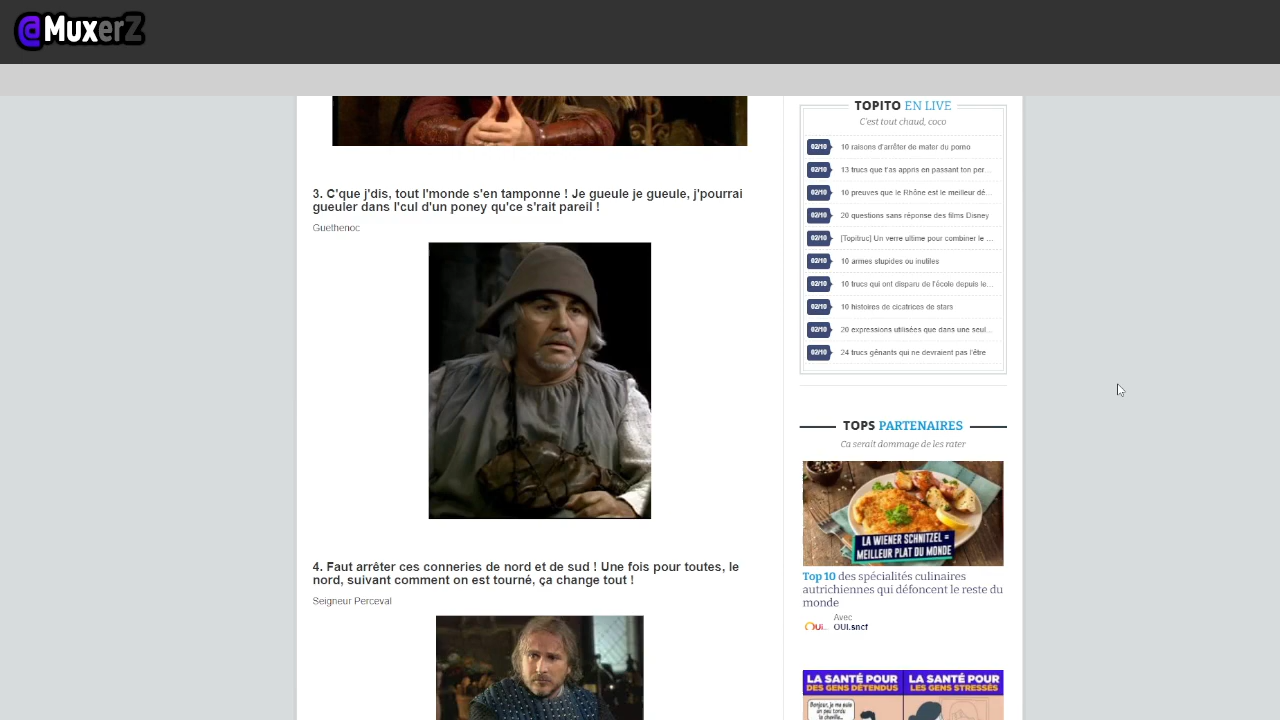 @MuxerZ
3. C'que j'dis, tout l'monde s'en tamponne ! Je gueule je gueule, j'pourrai
gueuler dans l'cul d'un poney qu'ce s'rait pareil !
Guethenoc
4. Faut arrêter ces conneries de nord et de sud ! Une fois pour toutes, le
nord, suivant comment on est tourné, ça change tout !
Seigneur Perceval
TOPITO EN LIVE
C'est tout chaud, coco
02/10 10 raisons d'arrêter de mater du porno
02/10 13 trucs que t'as appris en passant ton per...
02/10 10 preuves que le Rhône est le meilleur dé...
02/10 20 questions sans réponse des films Disney
02/10 [Topitruc] Un verre ultime pour combiner le ...
02/10 10 armes stupides ou inutiles
02/10 10 trucs qui ont disparu de l'école depuis le...
02/10 10 histoires de cicatrices de stars
02/10 20 expressions utilisées que dans une seul...
02/10 24 trucs gênants qui ne devraient pas l'être
TOPS PARTENAIRES
Ca serait dommage de les rater
LA WIENER SCHNITZEL =
MEILLEUR PLAT DU MONDE
Top 10 des spécialités culinaires
autrichiennes qui défoncent le reste du
monde
Avec
OUI.sncf
LA SANTÉ POUR
DES GENS DÉTENDUS
LA SANTÉ POUR
LES GENS STRESSÉS
Bonjour, je me suis
un peu tordu
la cheville...